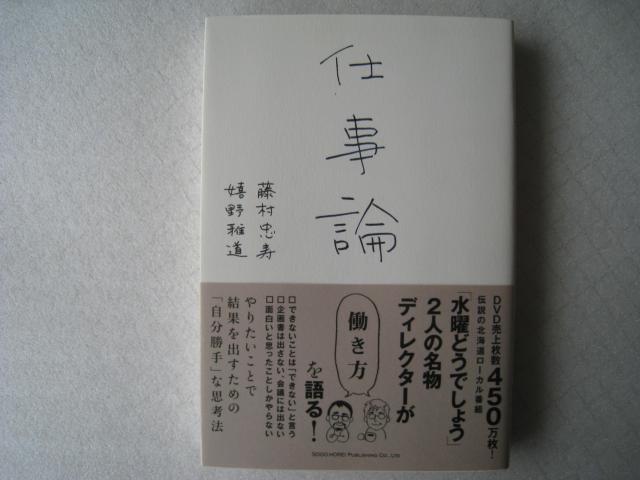 仕事論
藤村忠寿
嬉野雅道
DVD売上枚数450万枚！
伝説の北海道ローカル番組
「水曜どうでしょう」
2人の名物
ディレクターが
働き方
を語る！
□できないことは「できない」と言う
□企画書は出さない、会議には出ない
□面白いと思ったことしかやらない
やりたいことで
結果を出すための
「自分勝手」な思考法
SOGO HOREI PUBLISHING CO., LTD